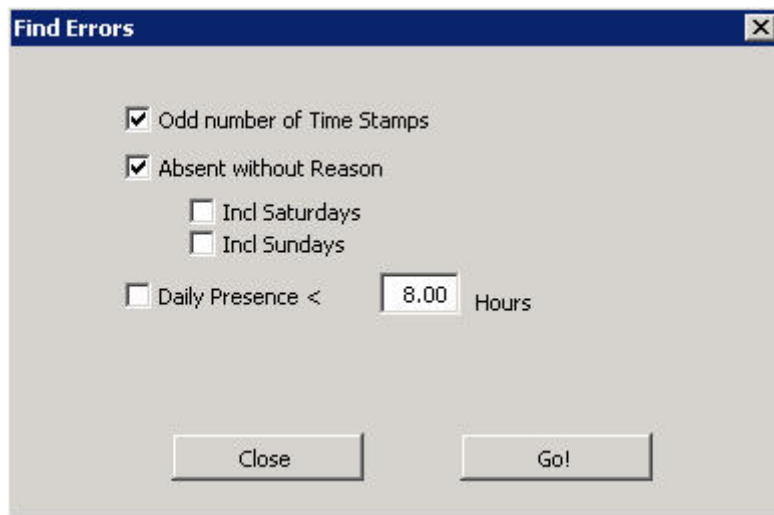 Find Errors
Odd number of Time Stamps
Absent without Reason
Incl Saturdays
Incl Sundays
Daily Presence < 8.00 Hours
Close Go!